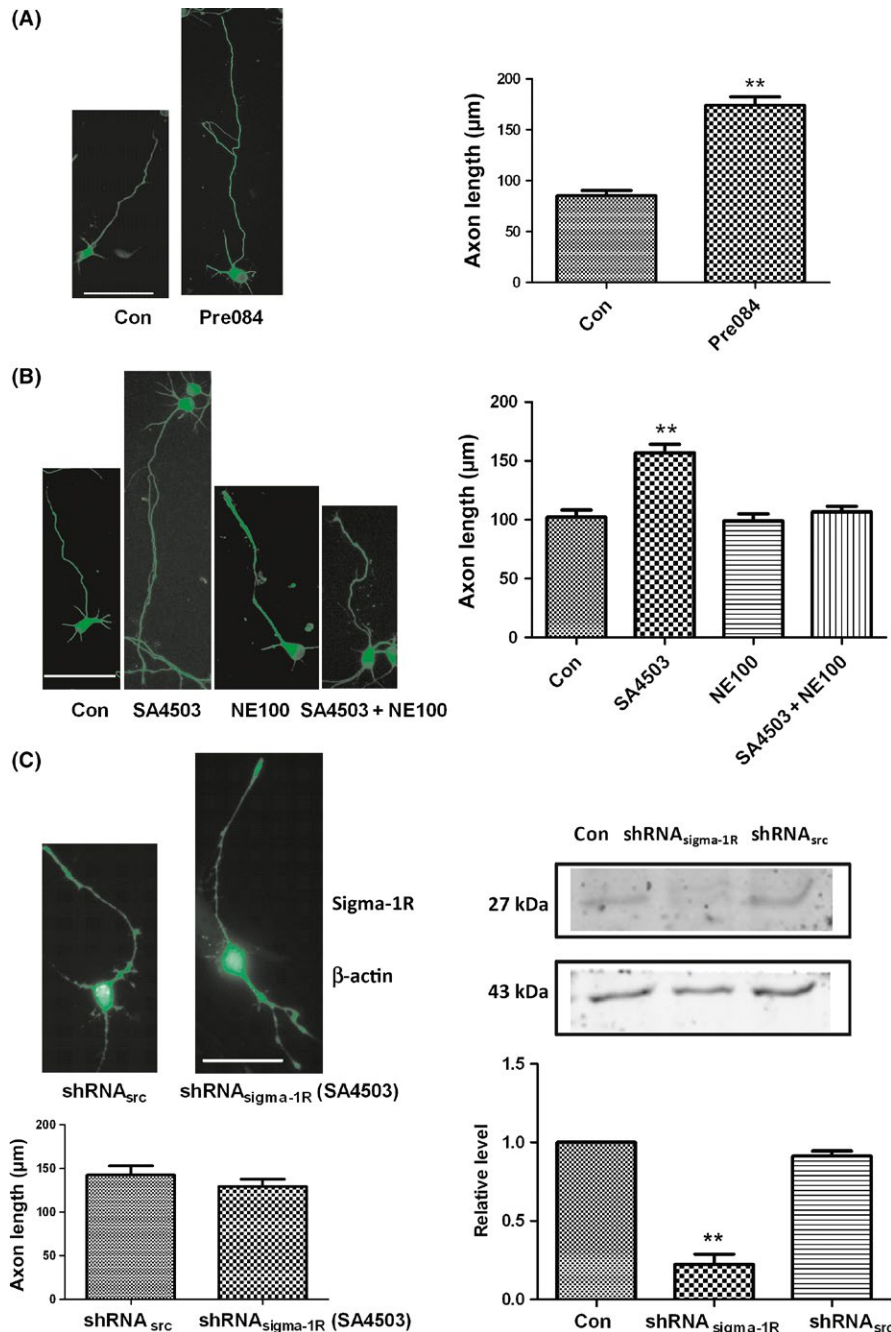 (A)
Con
Pre084
Axon length (µm)
200
150
100
50
0
**
Con
Pre084
(B)
Con
SA4503
NE100
SA4503 + NE100
Axon length (µm)
200
150
100
50
0
**
Con
SA4503
NE100
SA4503 + NE100
(C)
shRNAsrc
shRNAsigma-1R (SA4503)
Sigma-1R
β-actin
Con
shRNAsigma-1R
shRNAsrc
27 kDa
43 kDa
Axon length (µm)
200
150
100
50
0
shRNA src
shRNAsigma-1R (SA4503)
Relative level
1.5
1.0
0.5
0.0
**
Con
shRNAsigma-1R
shRNAsrc